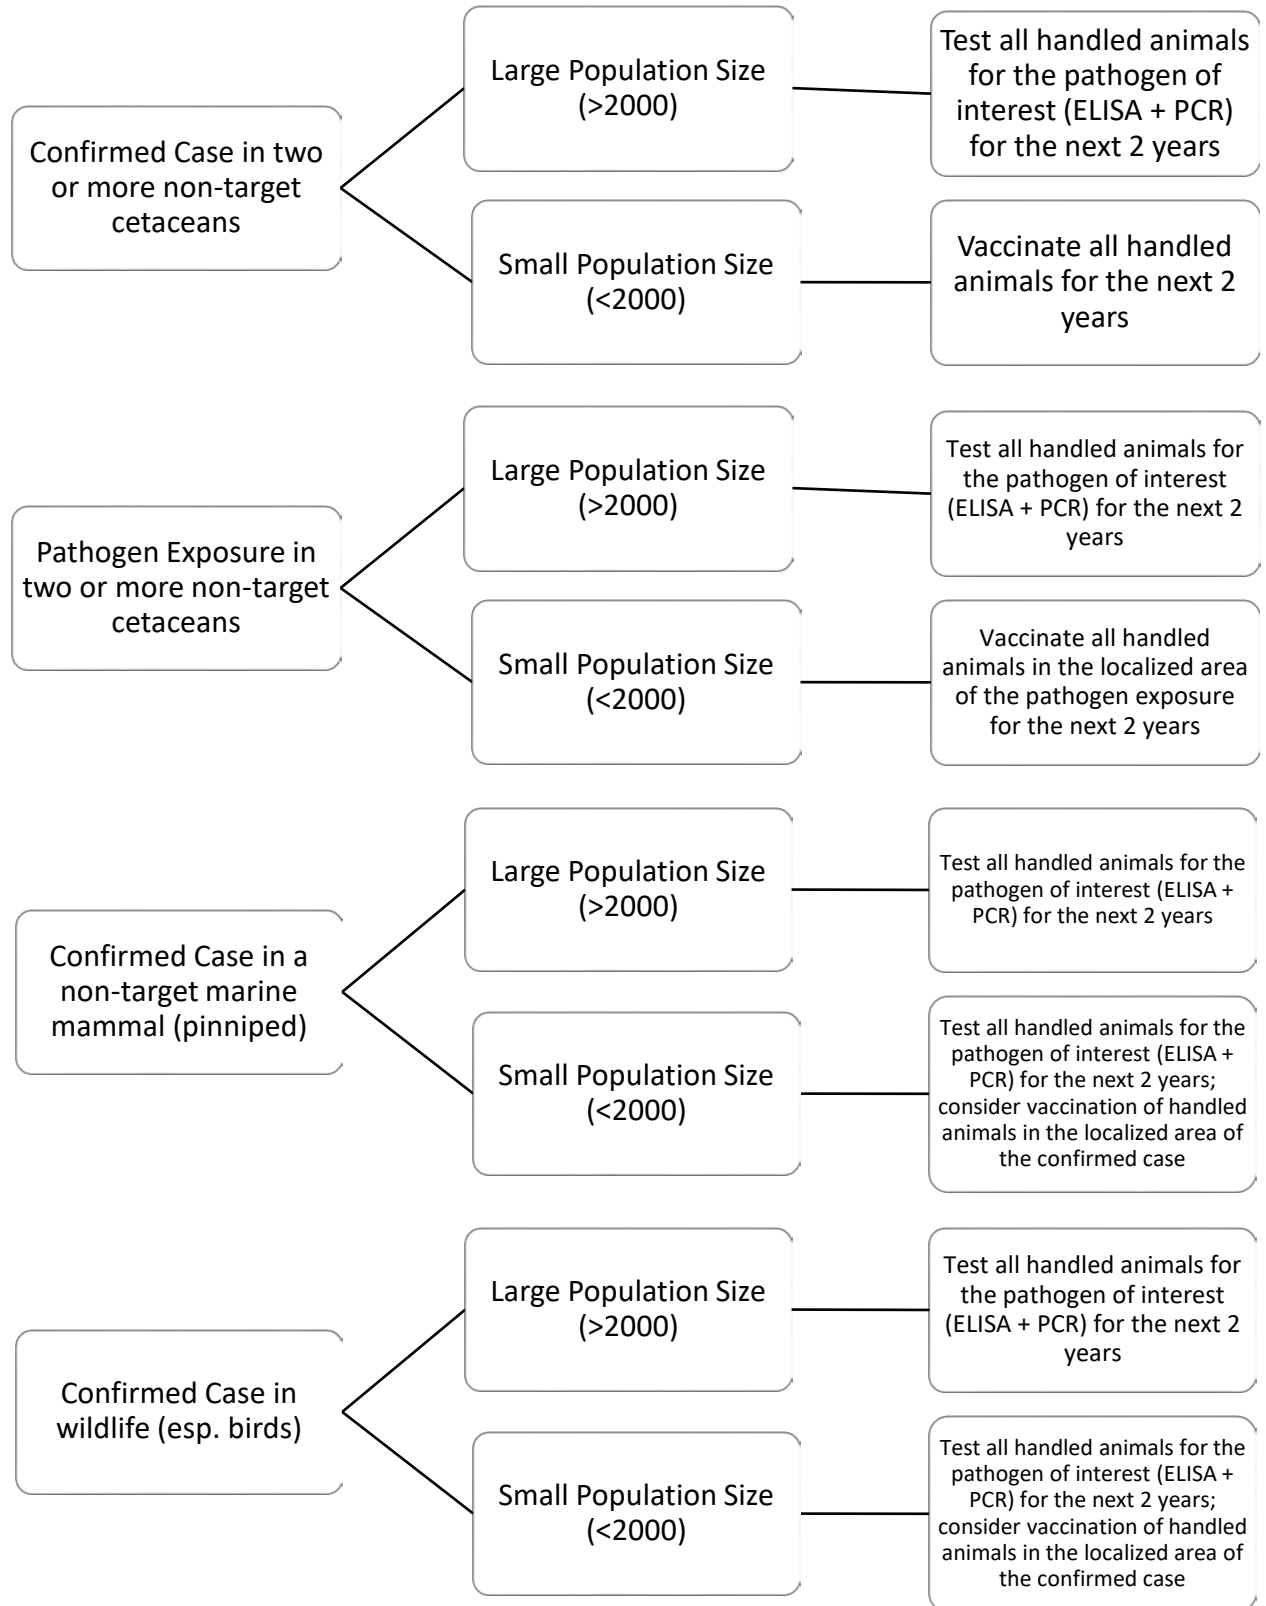 Confirmed Case in two
or more non-target
cetaceans
Large Population Size
(>2000)
Test all handled animals
for the pathogen of
interest (ELISA + PCR)
for the next 2 years
Small Population Size
(<2000)
Vaccinate all handled
animals for the next 2
years
Pathogen Exposure in
two or more non-target
cetaceans
Large Population Size
(>2000)
Test all handled animals for
the pathogen of interest
(ELISA + PCR) for the next 2
years
Small Population Size
(<2000)
Vaccinate all handled
animals in the localized area
of the pathogen exposure
for the next 2 years
Confirmed Case in a
non-target marine
mammal (pinniped)
Large Population Size
(>2000)
Test all handled animals for the
pathogen of interest (ELISA +
PCR) for the next 2 years
Small Population Size
(<2000)
Test all handled animals for the
pathogen of interest (ELISA +
PCR) for the next 2 years;
consider vaccination of handled
animals in the localized area of
the confirmed case
Confirmed Case in
wildlife (esp. birds)
Large Population Size
(>2000)
Test all handled animals for
the pathogen of interest
(ELISA + PCR) for the next 2
years
Small Population Size
(<2000)
Test all handled animals for the
pathogen of interest (ELISA +
PCR) for the next 2 years;
consider vaccination of handled
animals in the localized area of
the confirmed case